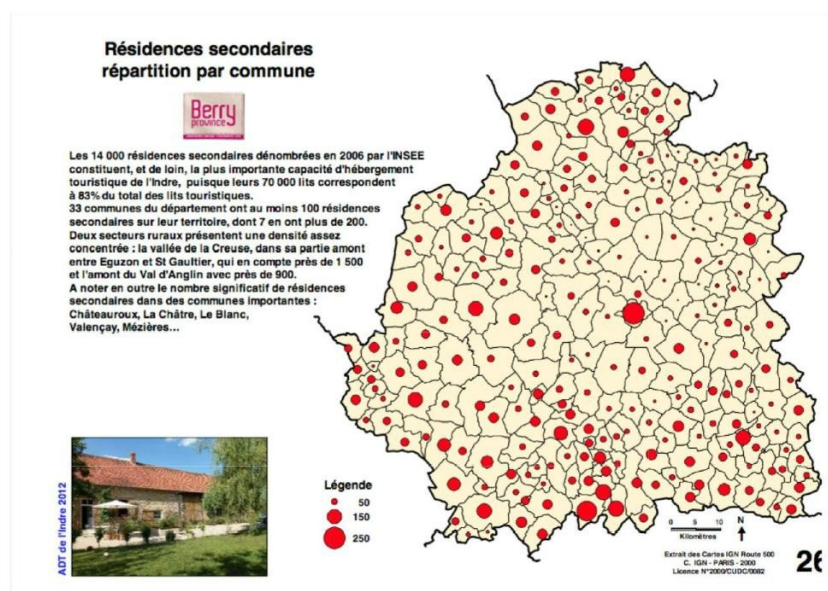 Résidences secondaires
répartition par commune
Berry
province
Les 14 000 résidences secondaires dénombrées en 2006 par l'INSEE
constituent, et de loin, la plus importante capacité d'hébergement
touristique de l'Indre, puisque leurs 70 000 lits correspondent
à 83% du total des lits touristiques.
33 communes du département ont au moins 100 résidences
secondaires sur leur territoire, dont 7 en ont plus de 200.
Deux secteurs ruraux présentent une densité assez
concentrée : la vallée de la Creuse, dans sa partie amont
entre Eguzon et St Gaultier, qui en compte près de 1 500
et l'amont du Val d'Anglin avec près de 900.
A noter en outre le nombre significatif de résidences
secondaires dans des communes importantes :
Châteauroux, La Châtre, Le Blanc,
Valençay, Mézières...
ADT de l'Indre 2012
Légende
50
150
250
0 5 10
Kilomètres
N
Extrait des Cartes IGN Route 500
C. IGN - PARIS - 2000
Licence N°2000/CUDC/0082
26